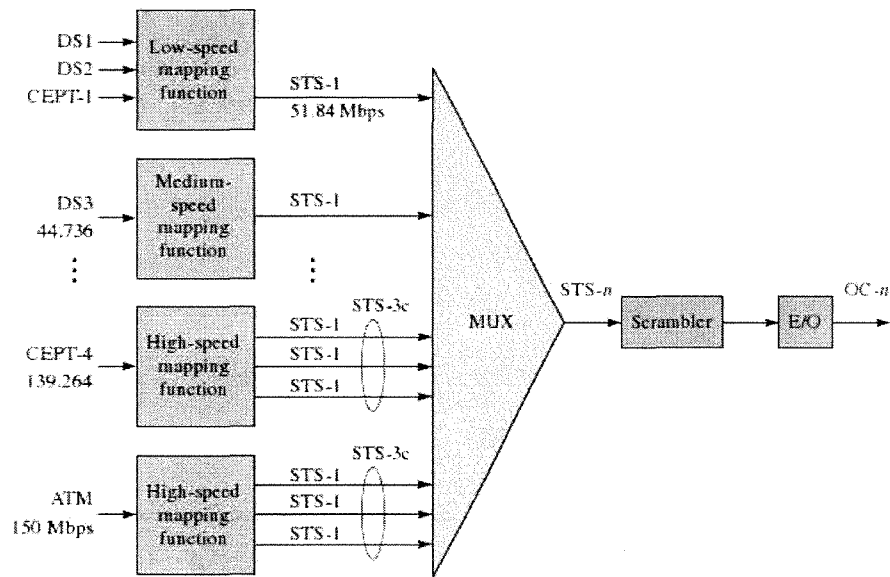 DS1
DS2
CEPT-1
Low-speed
mapping
function
STS-1
51.84 Mbps
DS3
44.736
Medium-
speed
mapping
function
STS-1
CEPT-4
139.264
High-speed
mapping
function
STS-3c
STS-1
STS-1
STS-1
ATM
150 Mbps
High-speed
mapping
function
STS-3c
STS-1
STS-1
STS-1
MUX
STS-n
Scrambler
E/O
OC-n